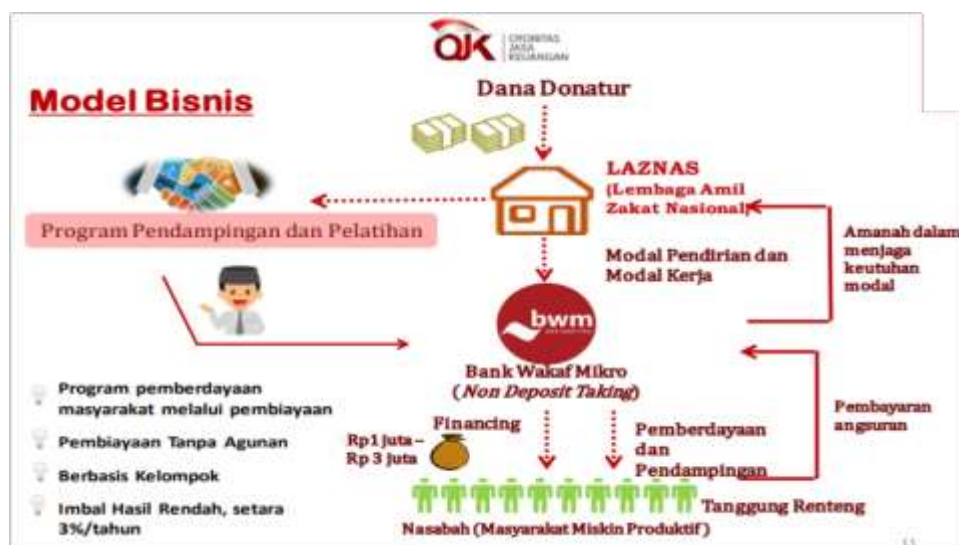 OJK
OTORITAS
JASA
KEUANGAN
Model Bisnis
Dana Donatur
LAZNAS
(Lembaga Amil
Zakat Nasional)
Program Pendampingan dan Pelatihan
Amanah dalam
menjaga
keutuhan
modal
Modal Pendirian dan
Modal Kerja
bwm
Bank Wakaf Mikro
(Non Deposit Taking)
Program pemberdayaan
masyarakat melalui pembiayaan
Pembiayaan Tanpa Agunan
Berbasis Kelompok
Imbal Hasil Rendah, setara
3%/tahun
Financing
Rp1 juta –
Rp 3 juta
Pemberdayaan
dan
Pendampingan
Pembayaran
angsuran
Tanggung Renteng
Nasabah (Masyarakat Miskin Produktif )